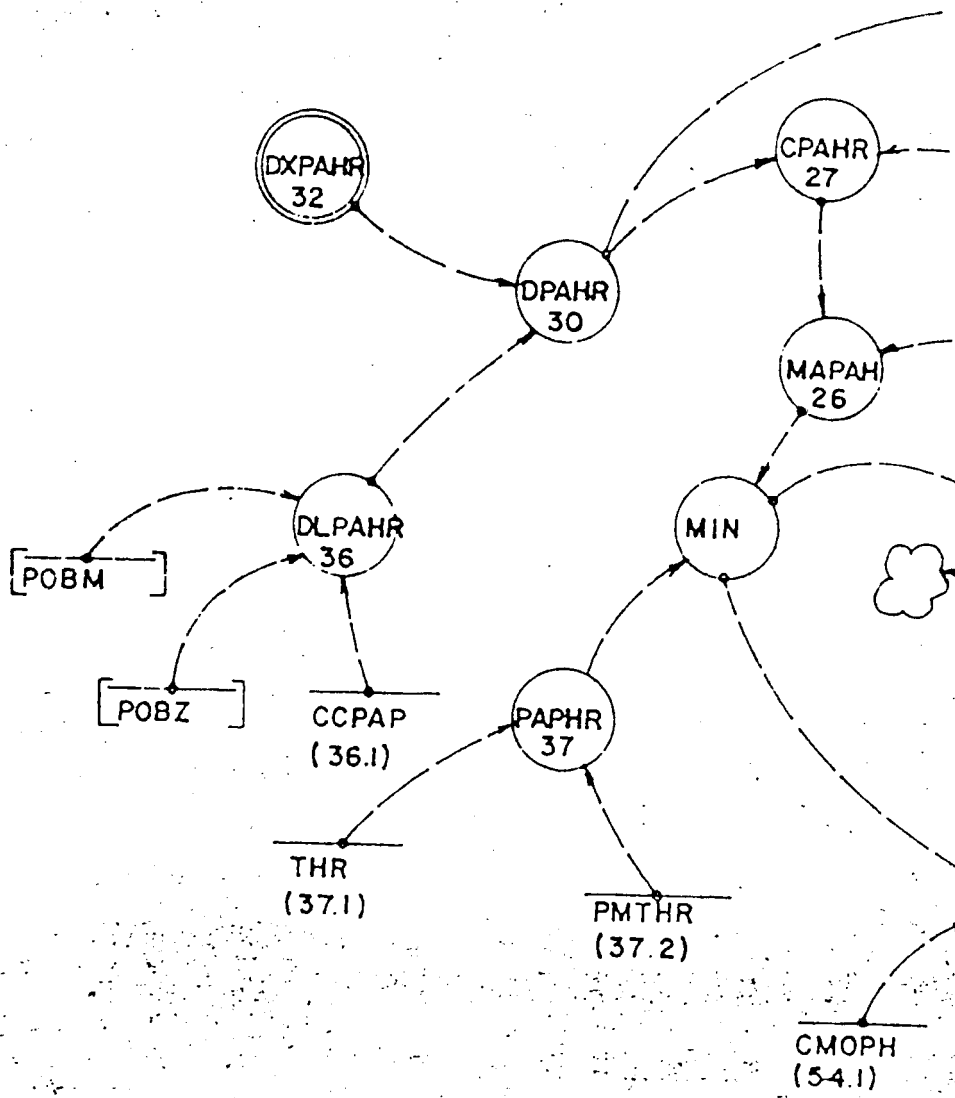 DXPAHR
32
CPAHR
27
DPAHR
30
MAPAH
26
DLPAHR
36
MIN
POBM
POBZ
CCPAP
(36.1)
PAPHR
37
THR
(37.1)
PMTHR
(37.2)
CMOPH
(54.1)